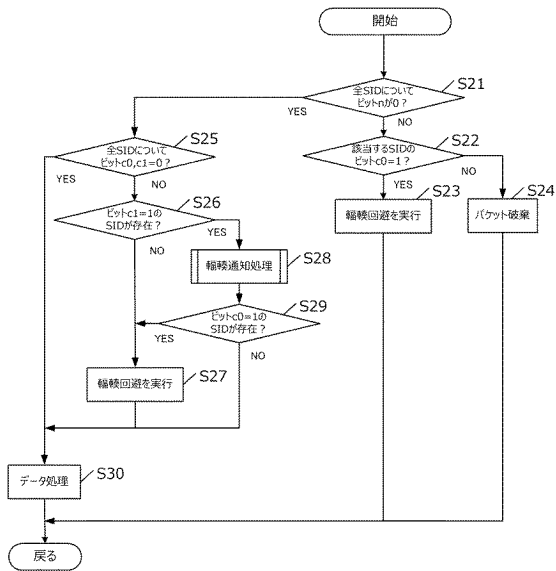 開始
S21
全SIDについて
ビットnが0？
YES
NO
S25
全SIDについて
ビットc0,c1=0？
YES
NO
S22
該当するSIDの
ビットc0=1？
YES
NO
S26
ビットc1=1の
SIDが存在？
YES
NO
S23
輻輳回避を実行
S24
パケット破棄
S28
輻輳通知処理
S29
ビットc0=1の
SIDが存在？
YES
NO
S27
輻輳回避を実行
S30
データ処理
戻る